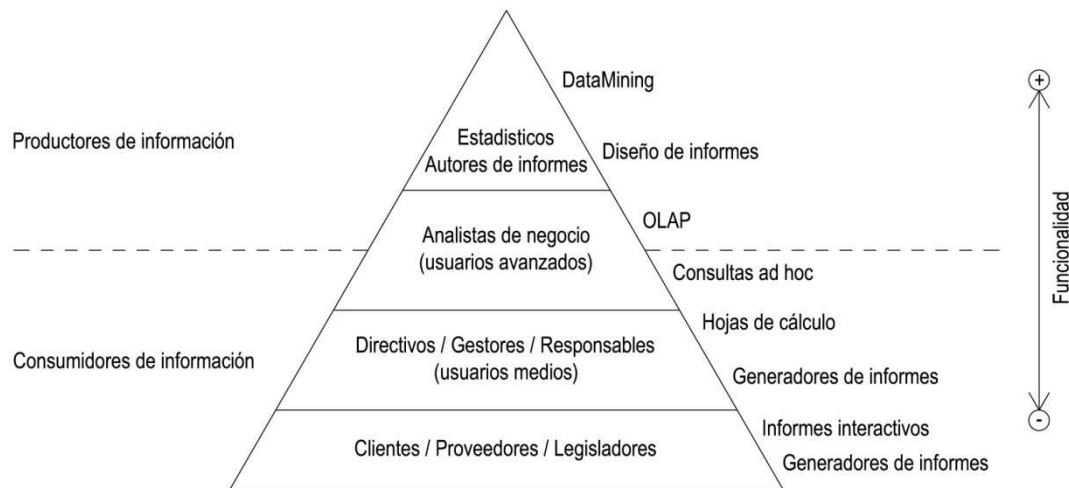 DataMining
Productores de información
Estadisticos
Autores de informes
Diseño de informes
OLAP
Analistas de negocio
(usuarios avanzados)
Consultas ad hoc
Hojas de cálculo
Consumidores de información
Directivos / Gestores / Responsables
(usuarios medios)
Generadores de informes
Informes interactivos
Clientes / Proveedores / Legisladores
Generadores de informes
+
Funcionalidad
-